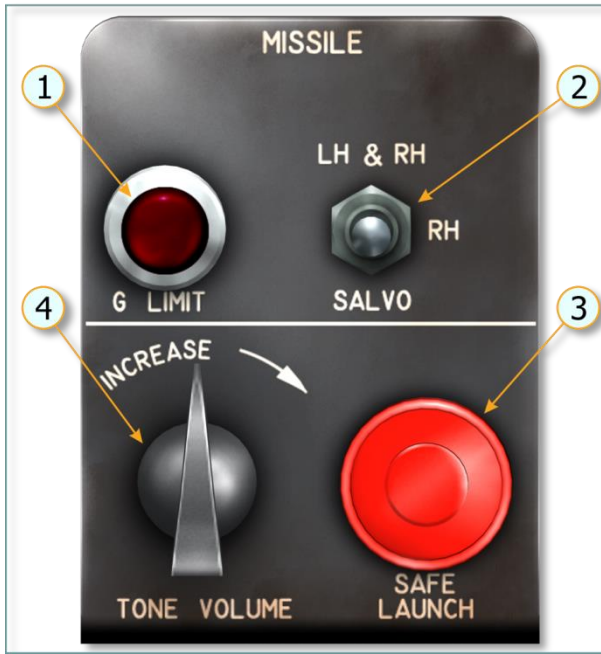 MISSILE
1
2
LH & RH
RH
G LIMIT
SALVO
4
3
INCREASE
TONE VOLUME
SAFE
LAUNCH